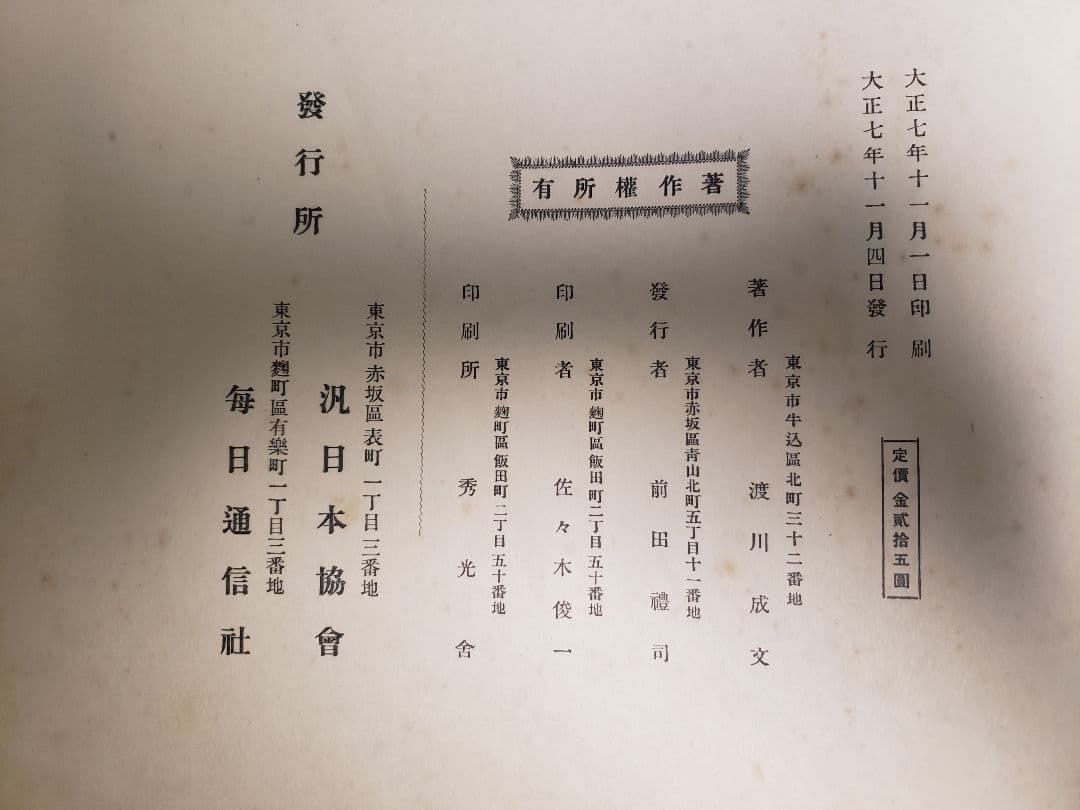 大正七年十一月一日印刷
大正七年十一月四日發行
定價金貳拾五圓
著作權所有
東京市牛込區北町三十二番地
著作者 渡川成文
東京市赤坂區靑山北町五丁目十一番地
發行者 前田禮司
東京市麴町區飯田町二丁目五十番地
印刷者 佐々木俊一
東京市麴町區飯田町二丁目五十番地
印刷所 秀光舍
發行所
東京市赤坂區表町一丁目三番地
汎日本協會
東京市麴町區有樂町一丁目三番地
每日通信社